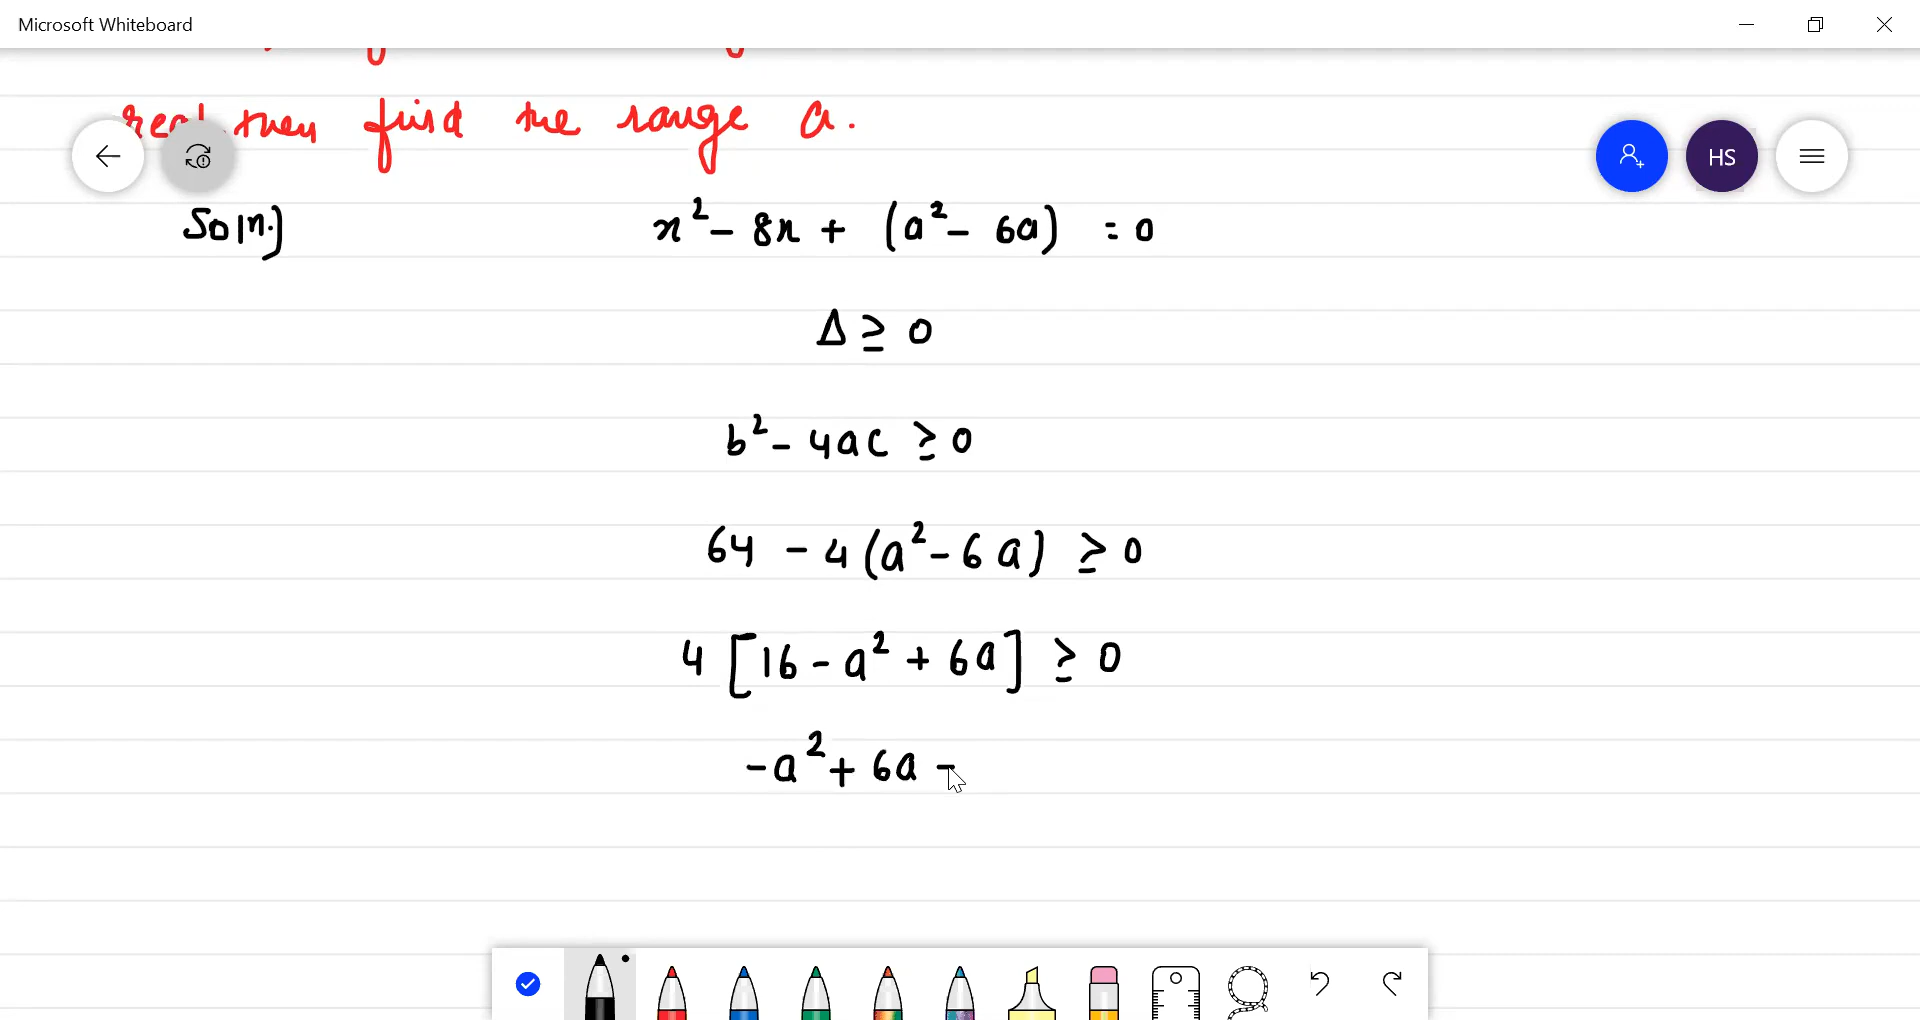 Microsoft Whiteboard
real then find the range a.
HS
Soln.)
x² - 8x + (a² - 6a) = 0
Δ ≥ 0
b² - 4ac ≥ 0
64 - 4(a² - 6a) ≥ 0
4[16 - a² + 6a] ≥ 0
-a² + 6a -